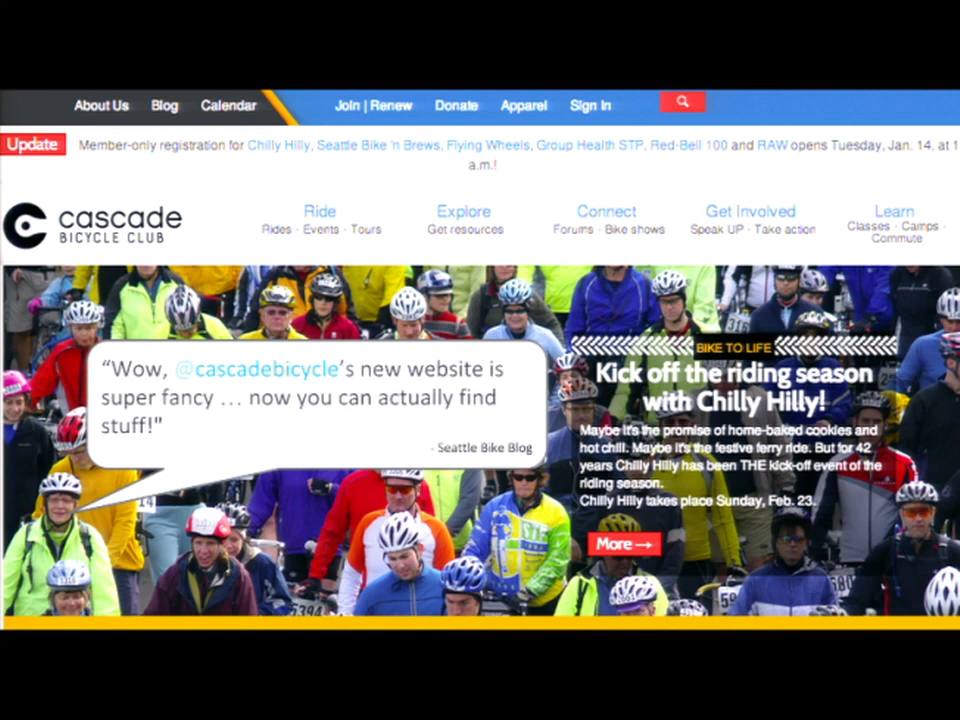 About Us Blog Calendar Join | Renew Donate Apparel Sign In
Update Member-only registration for Chilly Hilly, Seattle Bike 'n Brews, Flying Wheels, Group Health STP, Red-Bell 100 and RAW opens Tuesday, Jan. 14, at 1
a.m.!
cascade
BICYCLE CLUB
Ride Explore Connect Get Involved Learn
Rides · Events · Tours Get resources Forums · Bike shows Speak UP · Take action Classes · Camps ·
Commute
"Wow, @cascadebicycle's new website is
super fancy … now you can actually find
stuff!"
- Seattle Bike Blog
BIKE TO LIFE
Kick off the riding season
with Chilly Hilly!
Maybe it's the promise of home-baked cookies and
hot chili. Maybe it's the festive ferry ride. But for 42
years Chilly Hilly has been THE kick-off event of the
riding season.
Chilly Hilly takes place Sunday, Feb. 23.
More →
316
14
5394